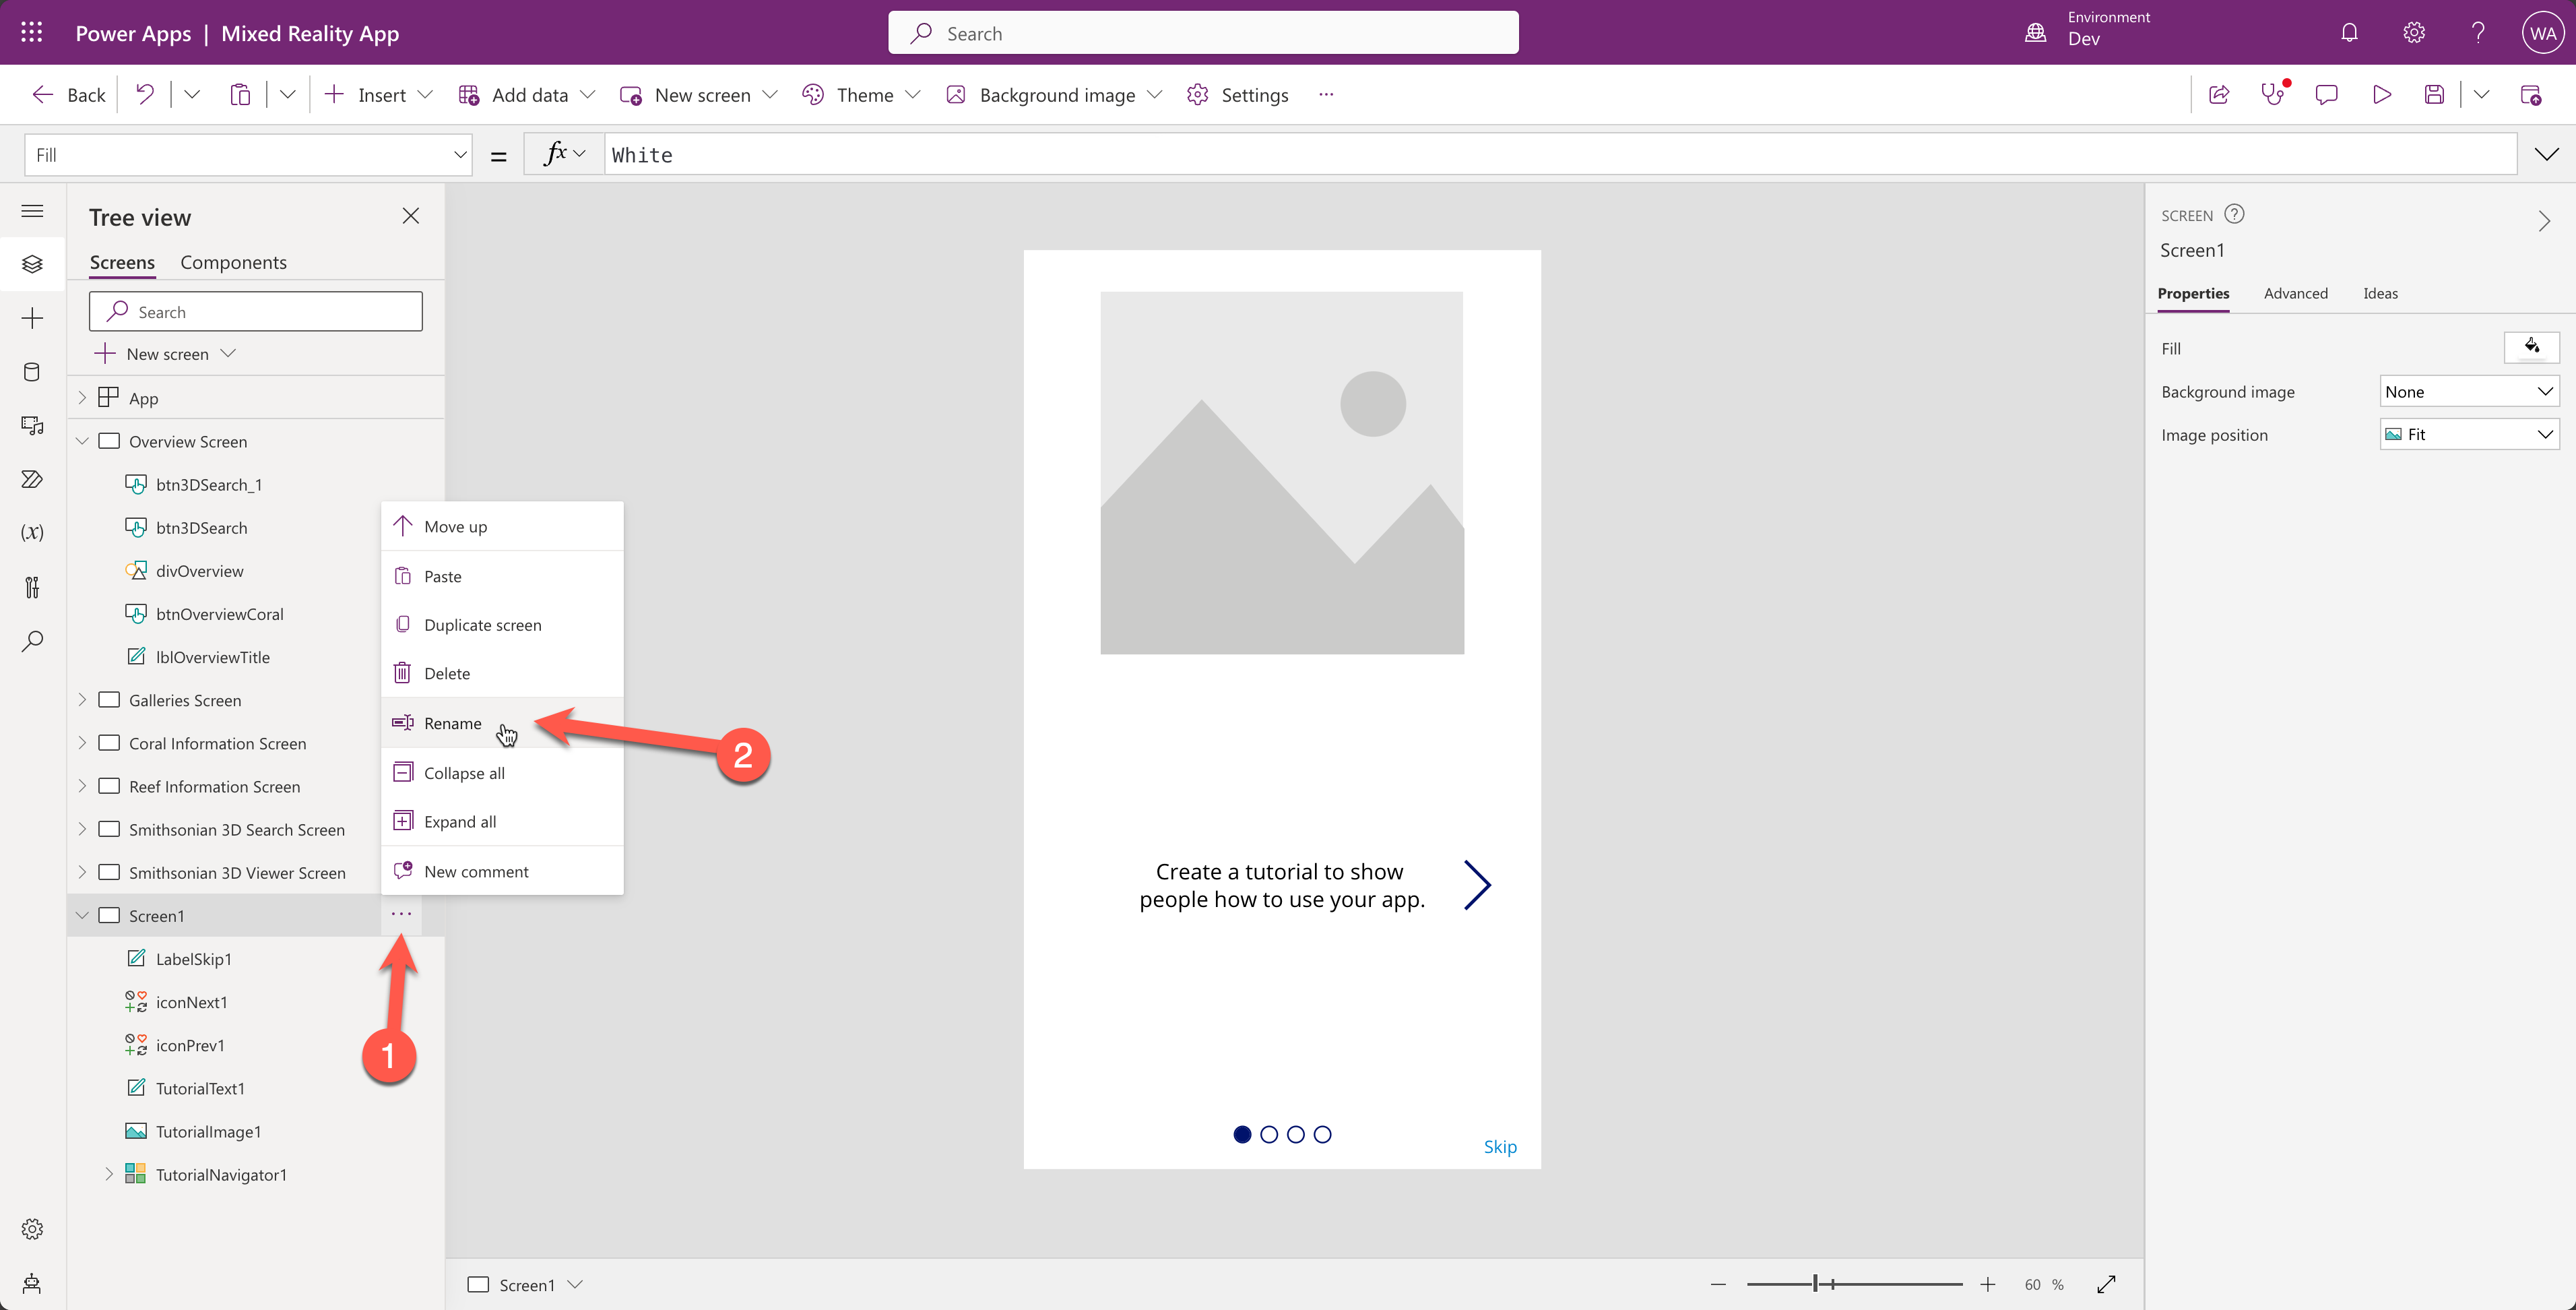 Power Apps | Mixed Reality App
Search
Environment
Dev
WA
Back
Insert
Add data
New screen
Theme
Background image
Settings
Fill
=
fx
White
Tree view
Screens
Components
Search
New screen
App
Overview Screen
btn3DSearch_1
btn3DSearch
divOverview
btnOverviewCoral
lblOverviewTitle
Galleries Screen
Coral Information Screen
Reef Information Screen
Smithsonian 3D Search Screen
Smithsonian 3D Viewer Screen
Screen1
LabelSkip1
iconNext1
iconPrev1
TutorialText1
TutorialImage1
TutorialNavigator1
(x)
Move up
Paste
Duplicate screen
Delete
Rename
Collapse all
Expand all
New comment
1
2
Create a tutorial to show
people how to use your app.
Skip
Screen1
60 %
SCREEN
Screen1
Properties
Advanced
Ideas
Fill
Background image
None
Image position
Fit